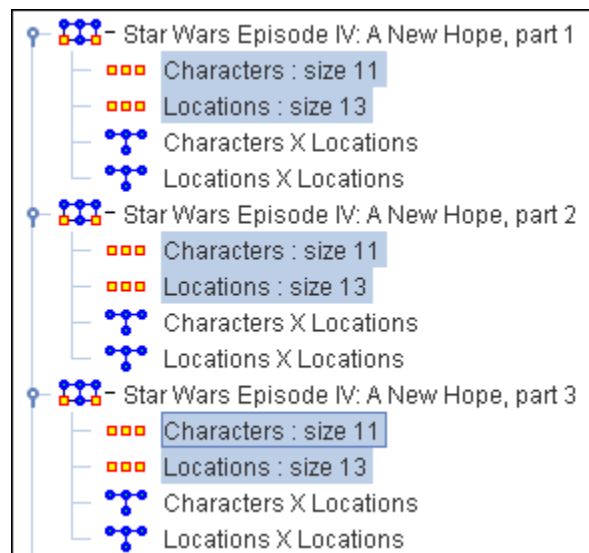 Star Wars Episode IV: A New Hope, part 1
Characters : size 11
Locations : size 13
Characters X Locations
Locations X Locations
Star Wars Episode IV: A New Hope, part 2
Characters : size 11
Locations : size 13
Characters X Locations
Locations X Locations
Star Wars Episode IV: A New Hope, part 3
Characters : size 11
Locations : size 13
Characters X Locations
Locations X Locations